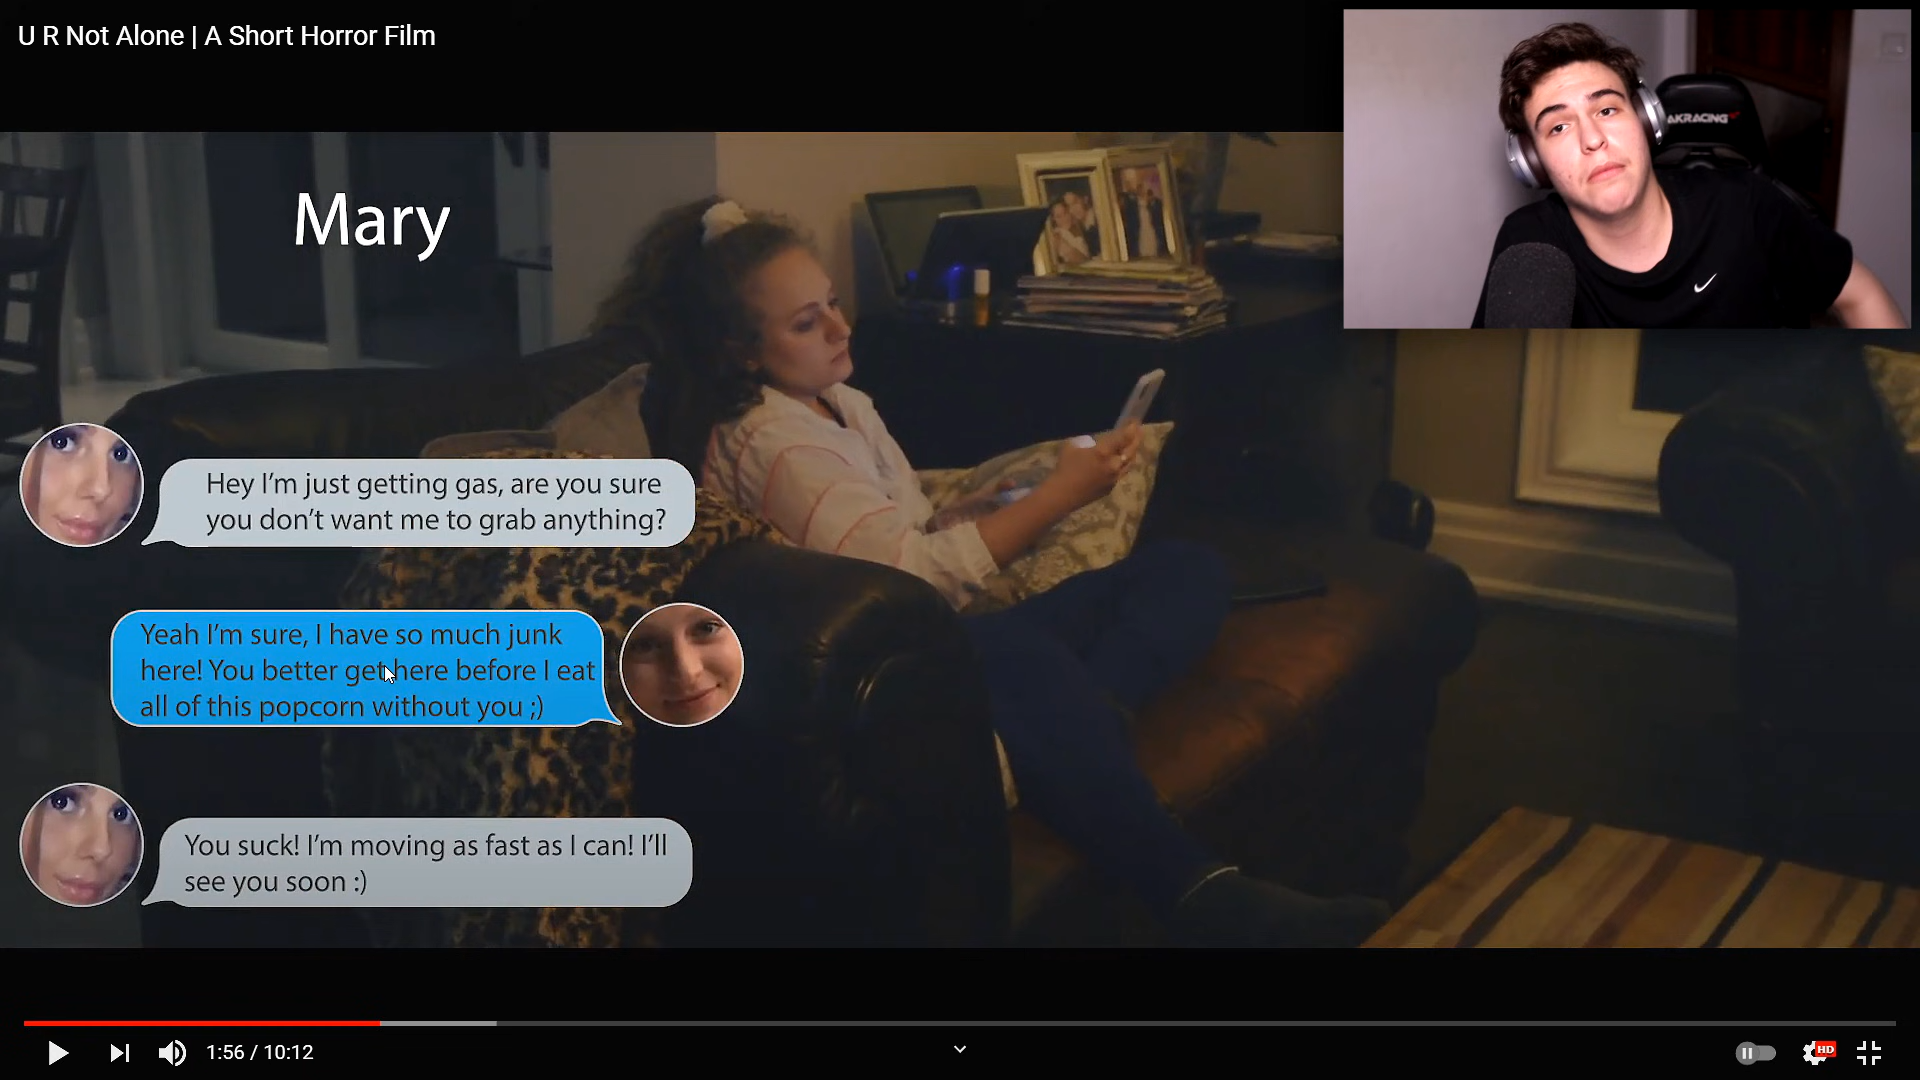 U R Not Alone | A Short Horror Film
AKRACING
Mary
Hey I'm just getting gas, are you sure
you don't want me to grab anything?
Yeah I'm sure, I have so much junk
here! You better get here before I eat
all of this popcorn without you ;)
You suck! I'm moving as fast as I can! I'll
see you soon :)
1:56 / 10:12
HD